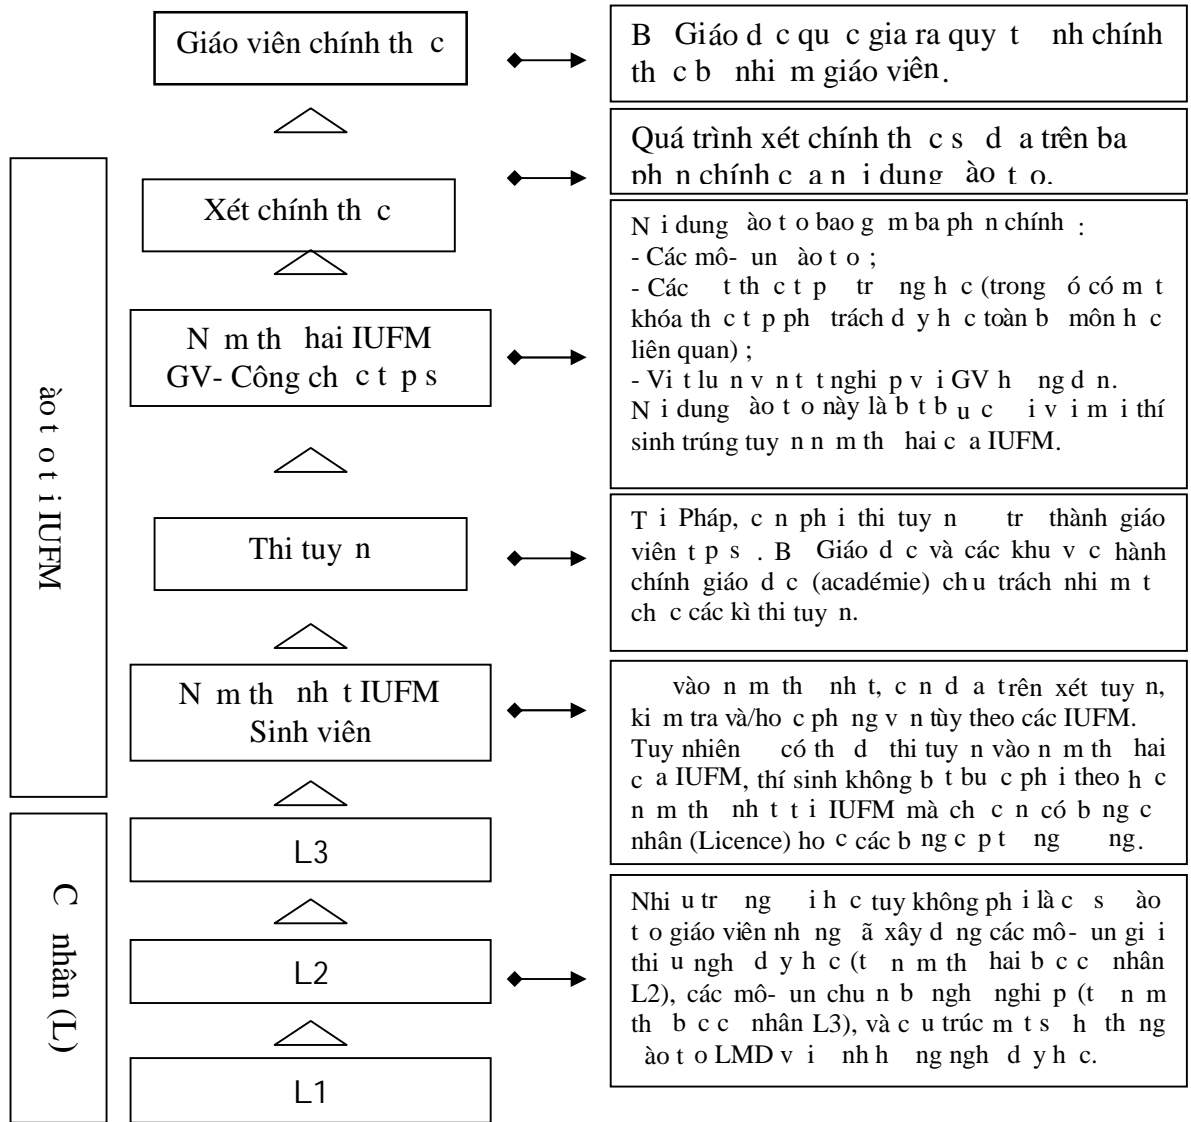 Giáo viên chính th c
B Giáo d c qu c gia ra quy t nh chính
th c b nhi m giáo viên.
Quá trình xét chính th c s d a trên ba
ph n chính c a n i dung ào t o.
Xét chính th c
N i dung ào t o bao g m ba ph n chính :
- Các mô- un ào t o ;
- Các t th c t p tr ng h c (trong ó có m t
khóa th c t p ph trách d y h c toàn b môn h c
liên quan) ;
- Vi t lu n v n t t nghi p v i GV h ng d n.
N i dung ào t o này là b t b u c i v i m i thí
sinh trúng tuy n n m th hai c a IUFM.
N m th hai IUFM
GV- Công ch c t p s
ào t o t i IUFM
Thi tuy n
T i Pháp, c n ph i thi tuy n tr thành giáo
viên t p s . B Giáo d c và các khu v c hành
chính giáo d c (académie) ch u trách nhi m t
ch c các kì thi tuy n.
N m th nh t IUFM
Sinh viên
vào n m th nh t, c n d a trên xét tuy n,
ki m tra và/ho c ph ng v n tùy theo các IUFM.
Tuy nhiên có th d thi tuy n vào n m th hai
c a IUFM, thí sinh không b t bu c ph i theo h c
n m th nh t t i IUFM mà ch c n có b ng c
nhân (Licence) ho c các b ng c p t ng ng.
C nhân (L)
L3
L2
L1
Nhi u tr ng i h c tuy không ph i là c s ào
t o giáo viên nh ng ã xây d ng các mô- un gi i
thi u ngh d y h c (t n m th hai b c c nhân
L2), các mô- un chu n b ngh nghi p (t n m
th b c c nhân L3), và c u trúc m t s h th ng
ào t o LMD v i nh h ng ngh d y h c.